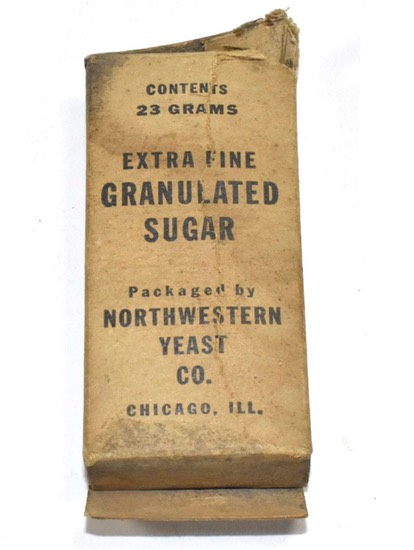 CONTENTS
23 GRAMS
EXTRA FINE
GRANULATED
SUGAR
Packaged by
NORTHWESTERN
YEAST
CO.
CHICAGO, ILL.